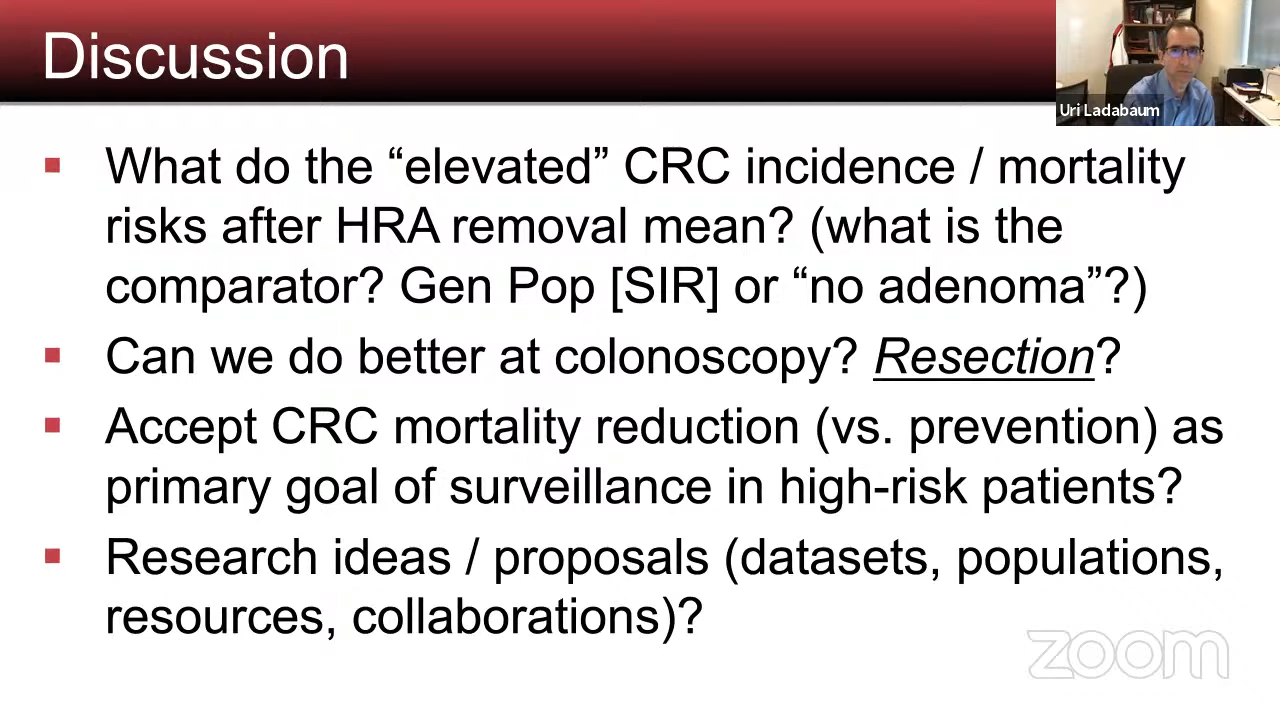 Discussion
Uri Ladabaum
▪ What do the “elevated” CRC incidence / mortality
risks after HRA removal mean? (what is the
comparator? Gen Pop [SIR] or “no adenoma”?)
▪ Can we do better at colonoscopy? Resection?
▪ Accept CRC mortality reduction (vs. prevention) as
primary goal of surveillance in high-risk patients?
▪ Research ideas / proposals (datasets, populations,
resources, collaborations)?
zoom